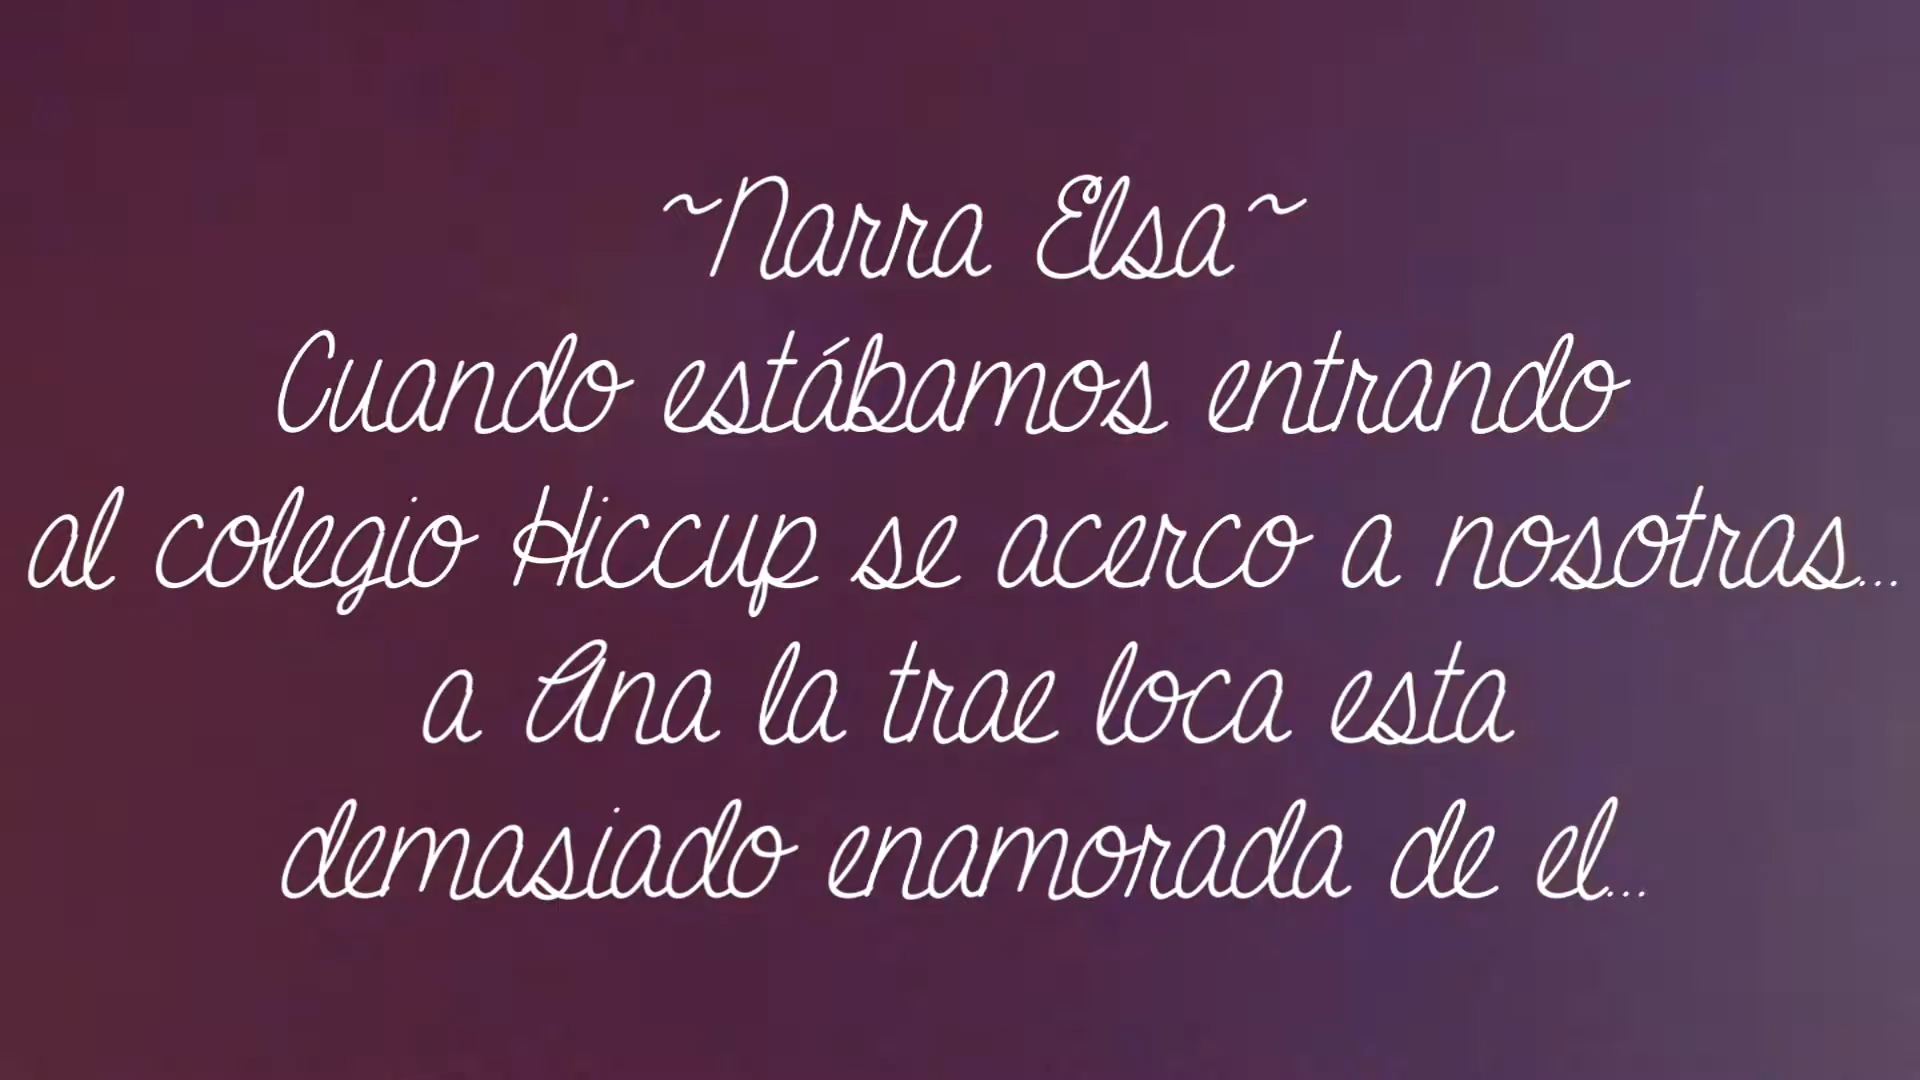 ~Narra Elsa~
Cuando estábamos entrando
al colegio Hiccup se acerco a nosotras...
a Ana la trae loca esta
demasiado enamorada de el...